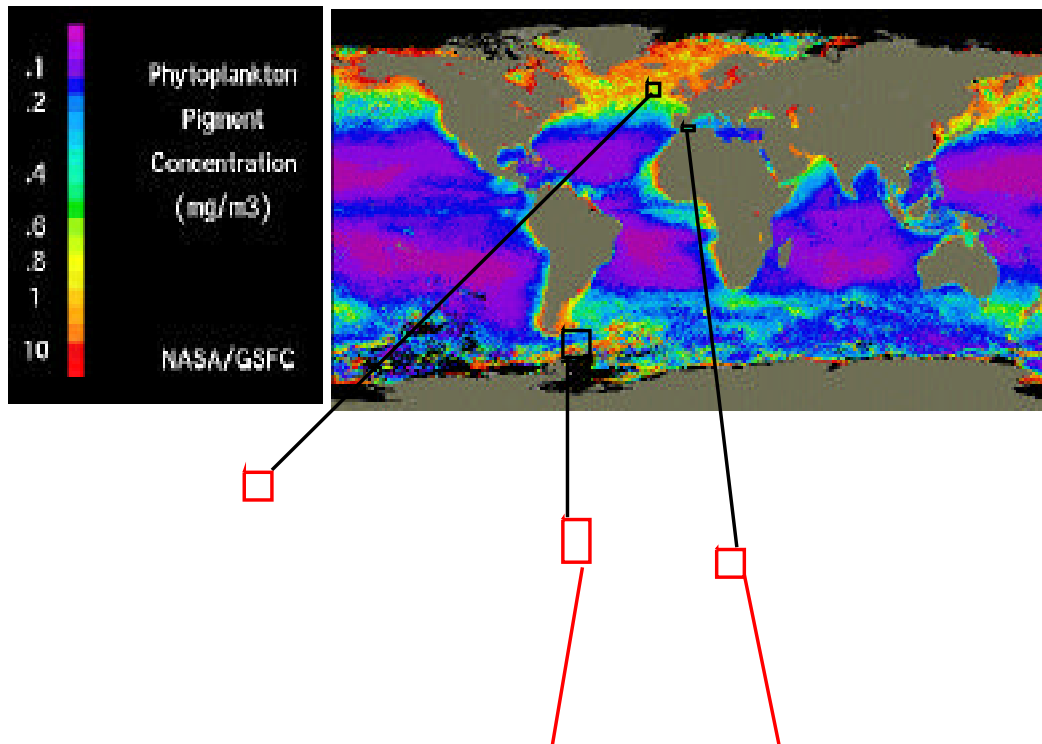 .1
Phytoplankton
.2
Pigment
Concentration
.4
(mg/m3)
.6
.8
1
10
NASA/GSFC